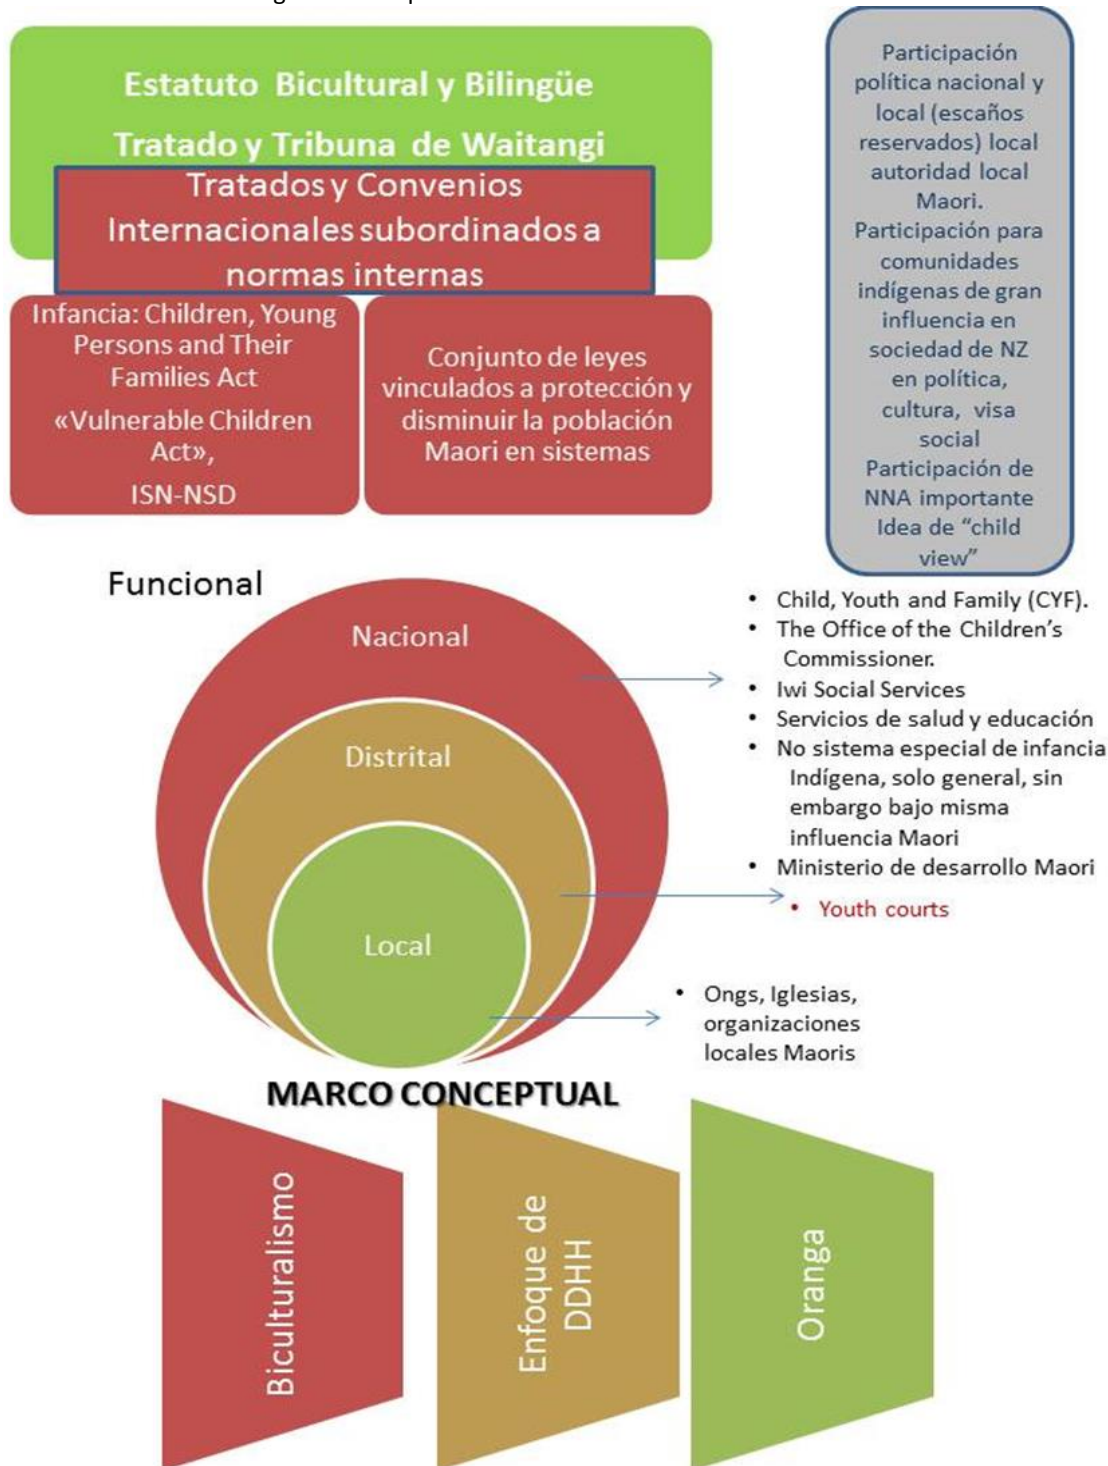 Estatuto Bicultural y Bilingüe
Tratado y Tribuna de Waitangi
Tratados y Convenios
Internacionales subordinados a
normas internas
Infancia: Children, Young
Persons and Their
Families Act
«Vulnerable Children
Act»,
ISN-NSD
Conjunto de leyes
vinculados a protección y
disminuir la población
Maori en sistemas
Participación
política nacional y
local (escaños
reservados) local
autoridad local
Maori.
Participación para
comunidades
indígenas de gran
influencia en
sociedad de NZ
en política,
cultura, visa
social
Participación de
NNA importante
Idea de “child
view”
Funcional
Nacional
Distrital
Local
• Child, Youth and Family (CYF).
• The Office of the Children’s
Commissioner.
• Iwi Social Services
• Servicios de salud y educación
• No sistema especial de infancia
Indígena, solo general, sin
embargo bajo misma
influencia Maori
• Ministerio de desarrollo Maori
• Youth courts
• Ongs, Iglesias,
organizaciones
locales Maoris
MARCO CONCEPTUAL
Biculturalismo
Enfoque de
DDHH
Oranga